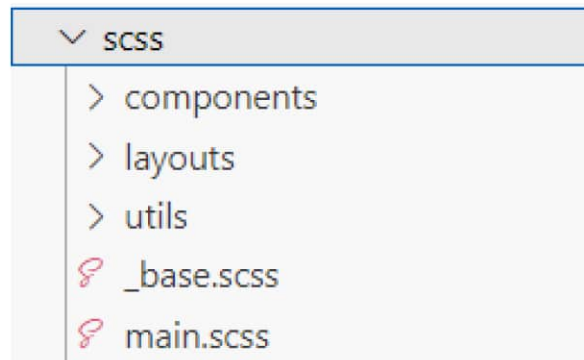 scss
components
layouts
utils
_base.scss
main.scss